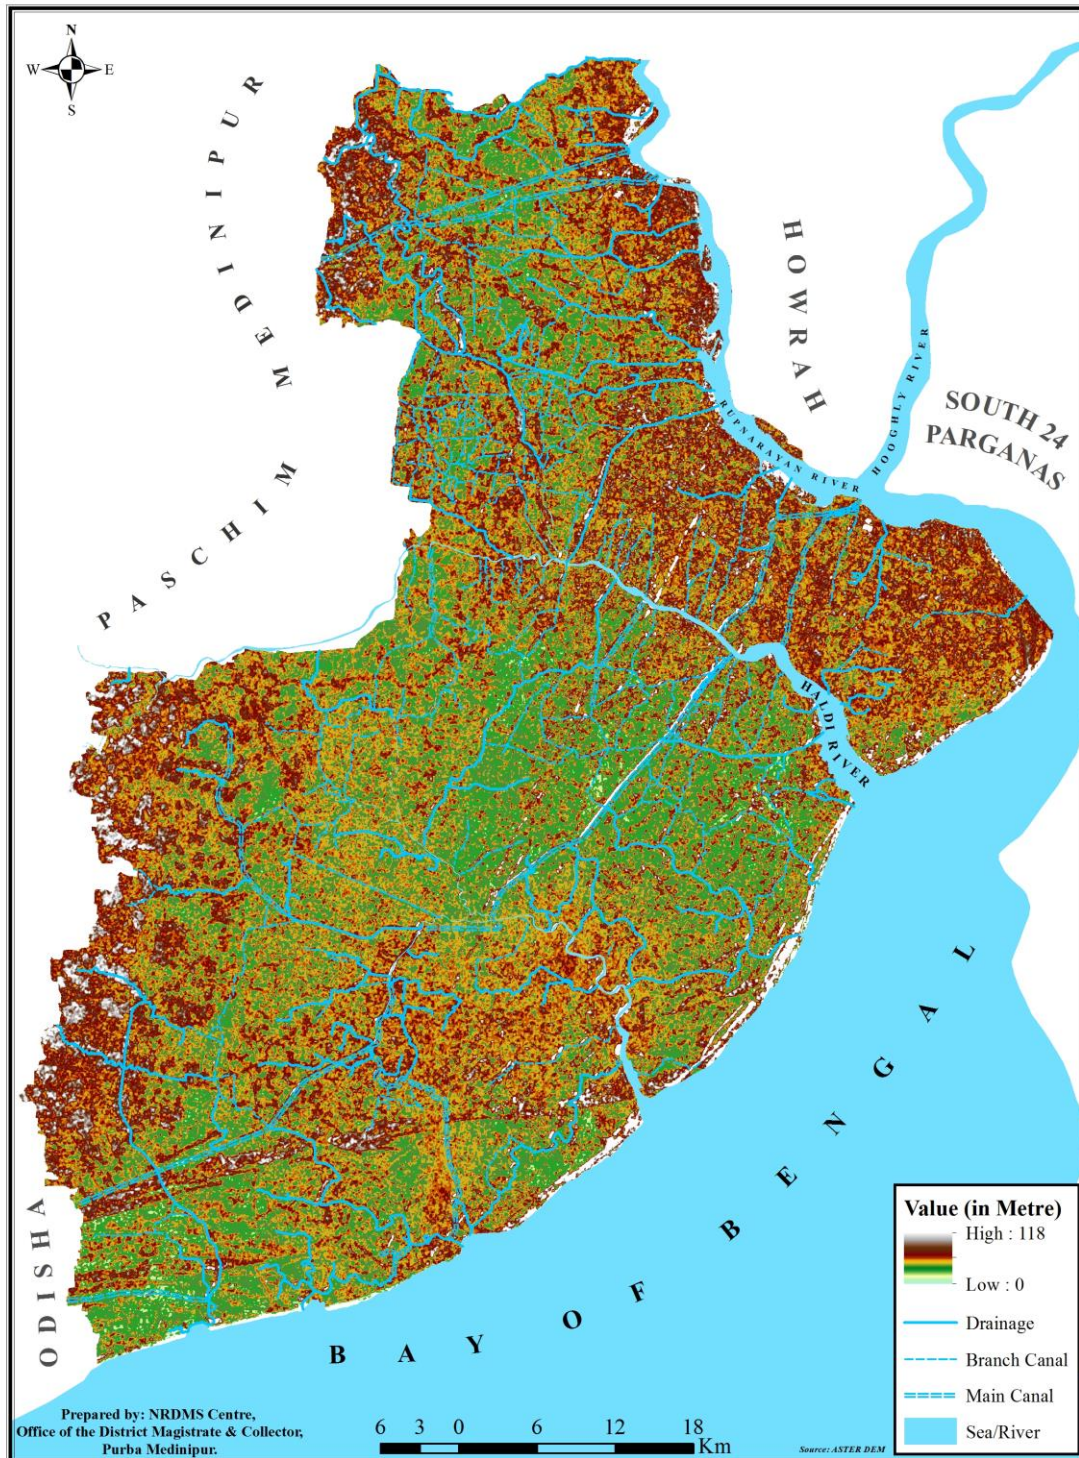 N
W E
S
PASCHIM MEDINIPUR
HOWRAH
HOOGHLY RIVER
SOUTH 24
PARGANAS
RUPNARAYAN RIVER
HALDI RIVER
ODISHA
BAY OF BENGAL
Value (in Metre)
High : 118
Low : 0
Drainage
Branch Canal
Main Canal
Sea/River
Prepared by: NRDMS Centre,
Office of the District Magistrate & Collector,
Purba Medinipur.
6 3 0 6 12 18
Km
Source: ASTER DEM